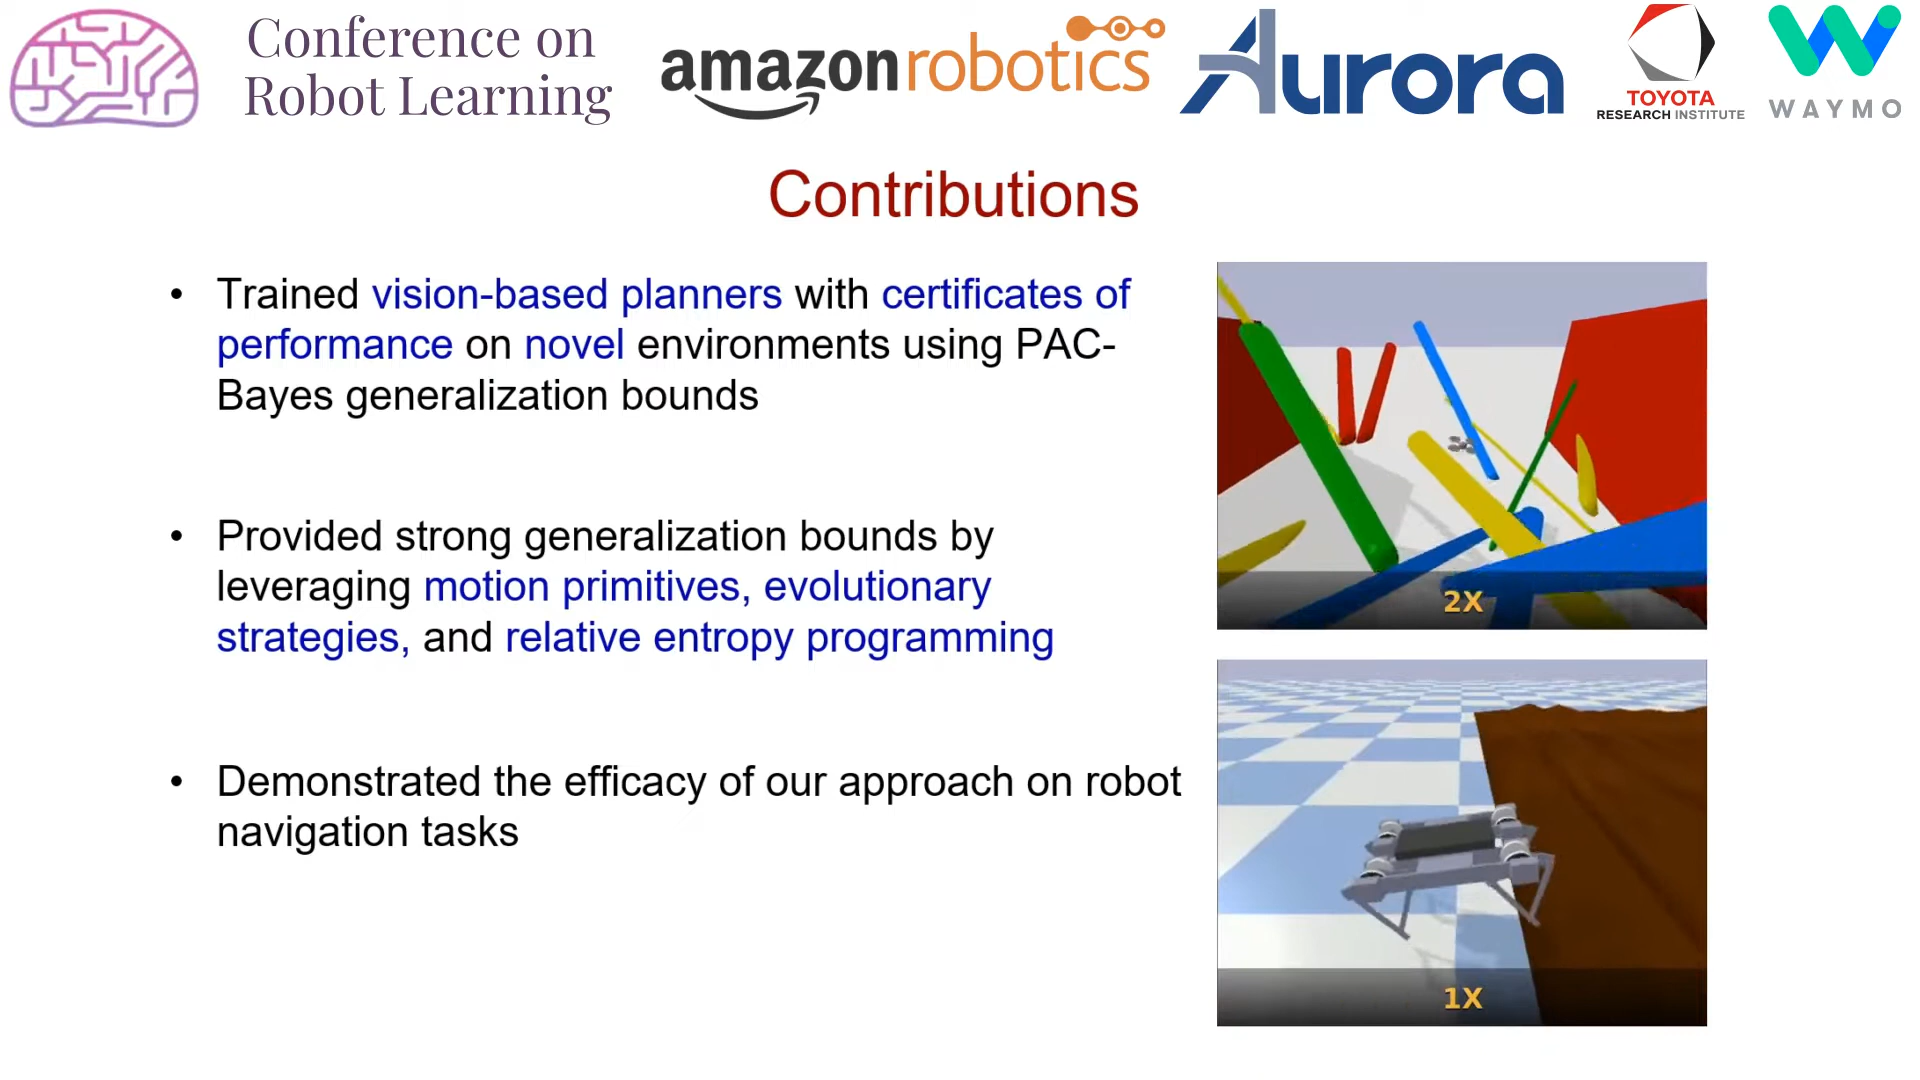 Conference on
Robot Learning
amazon robotics
Aurora
TOYOTA
RESEARCH INSTITUTE
WAYMO
Contributions
• Trained vision-based planners with certificates of
performance on novel environments using PAC-
Bayes generalization bounds
• Provided strong generalization bounds by
leveraging motion primitives, evolutionary
strategies, and relative entropy programming
• Demonstrated the efficacy of our approach on robot
navigation tasks
2X
1X